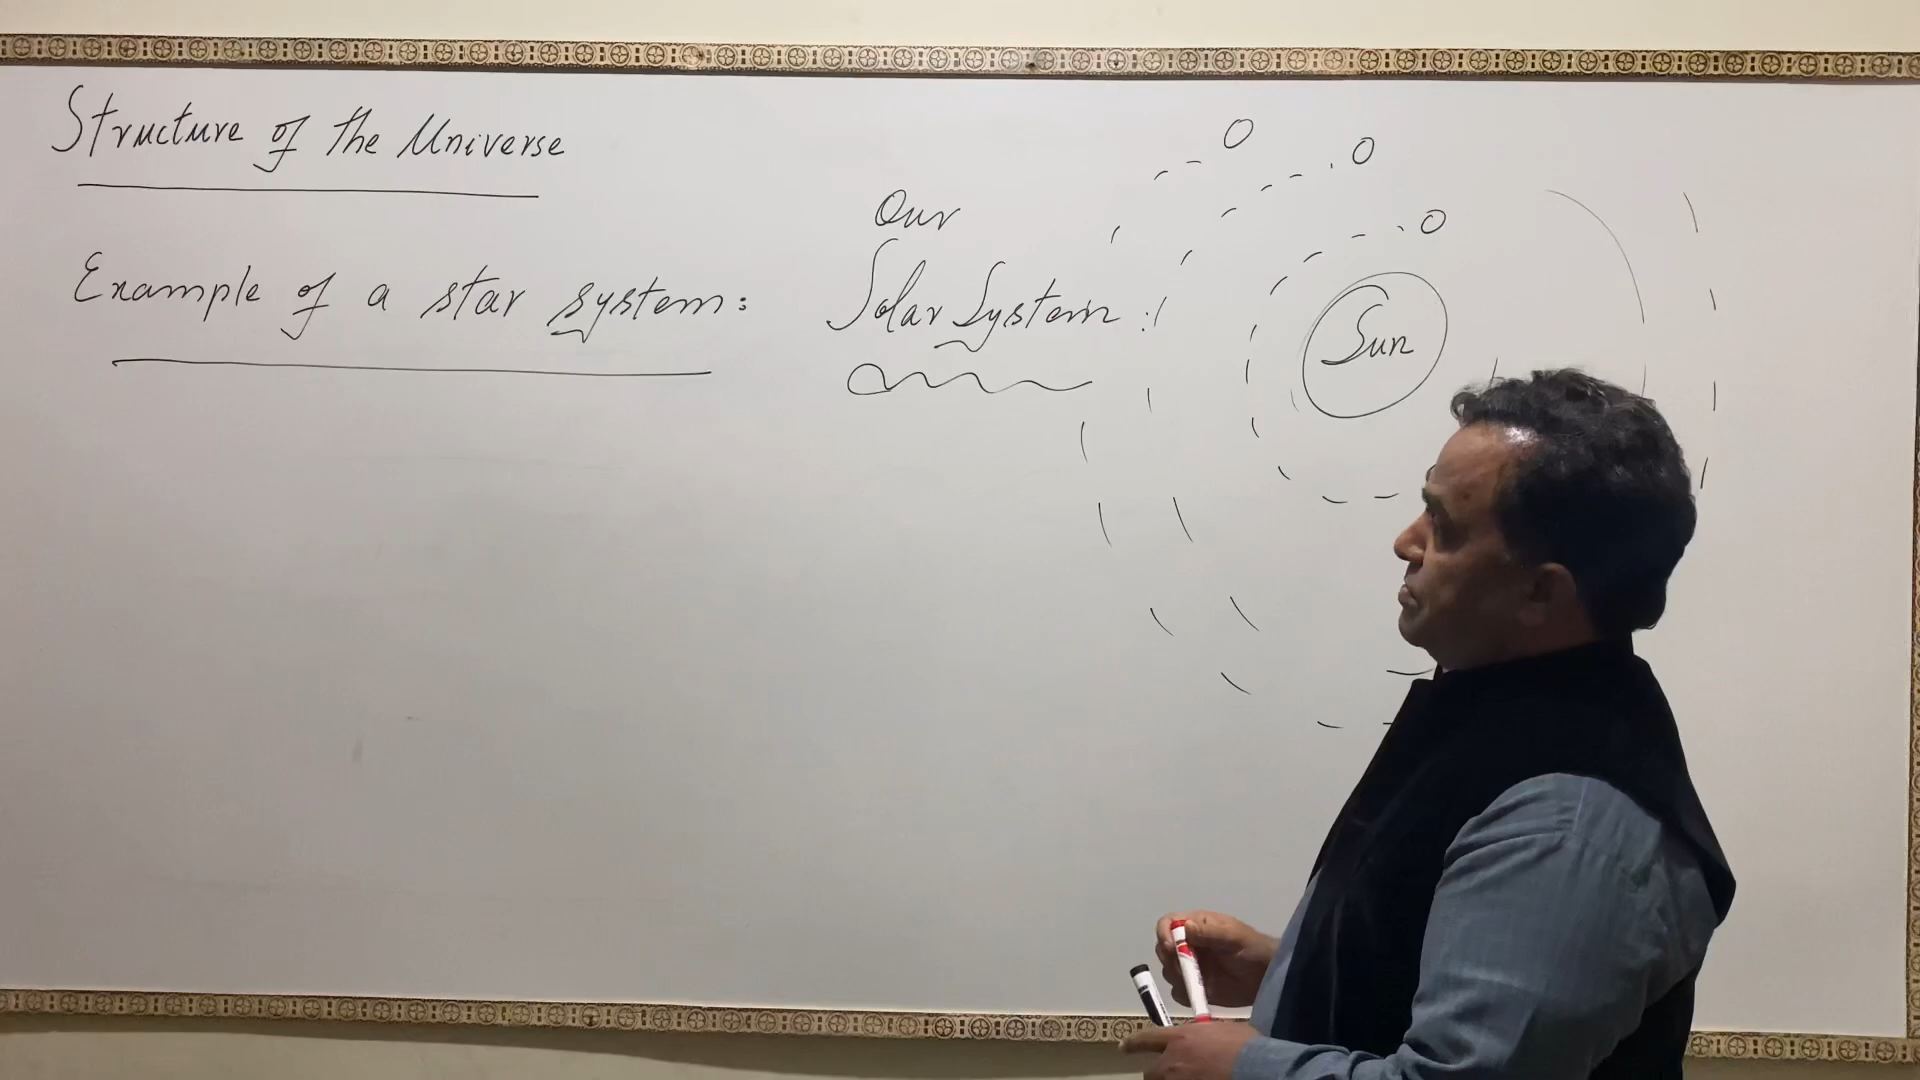 Structure of the Universe
Example of a star system:
Our
Solar System:
Sun